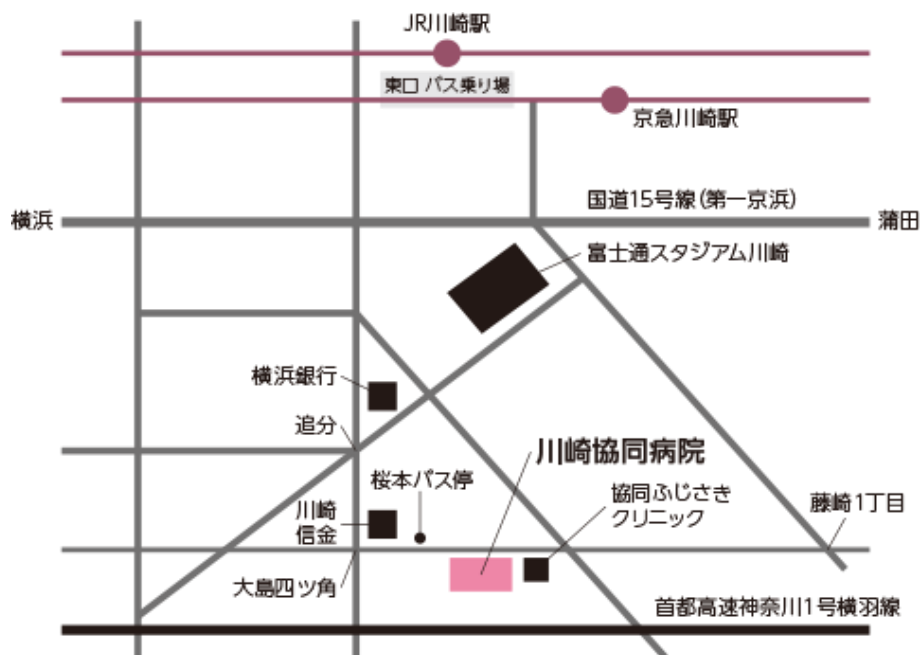 JR川崎駅
東口 バス乗り場
京急川崎駅
国道15号線(第一京浜)
横浜
蒲田
富士通スタジアム川崎
横浜銀行
追分
川崎協同病院
桜本バス停
協同ふじさき
クリニック
藤崎1丁目
川崎
信金
大島四ツ角
首都高速神奈川1号横羽線